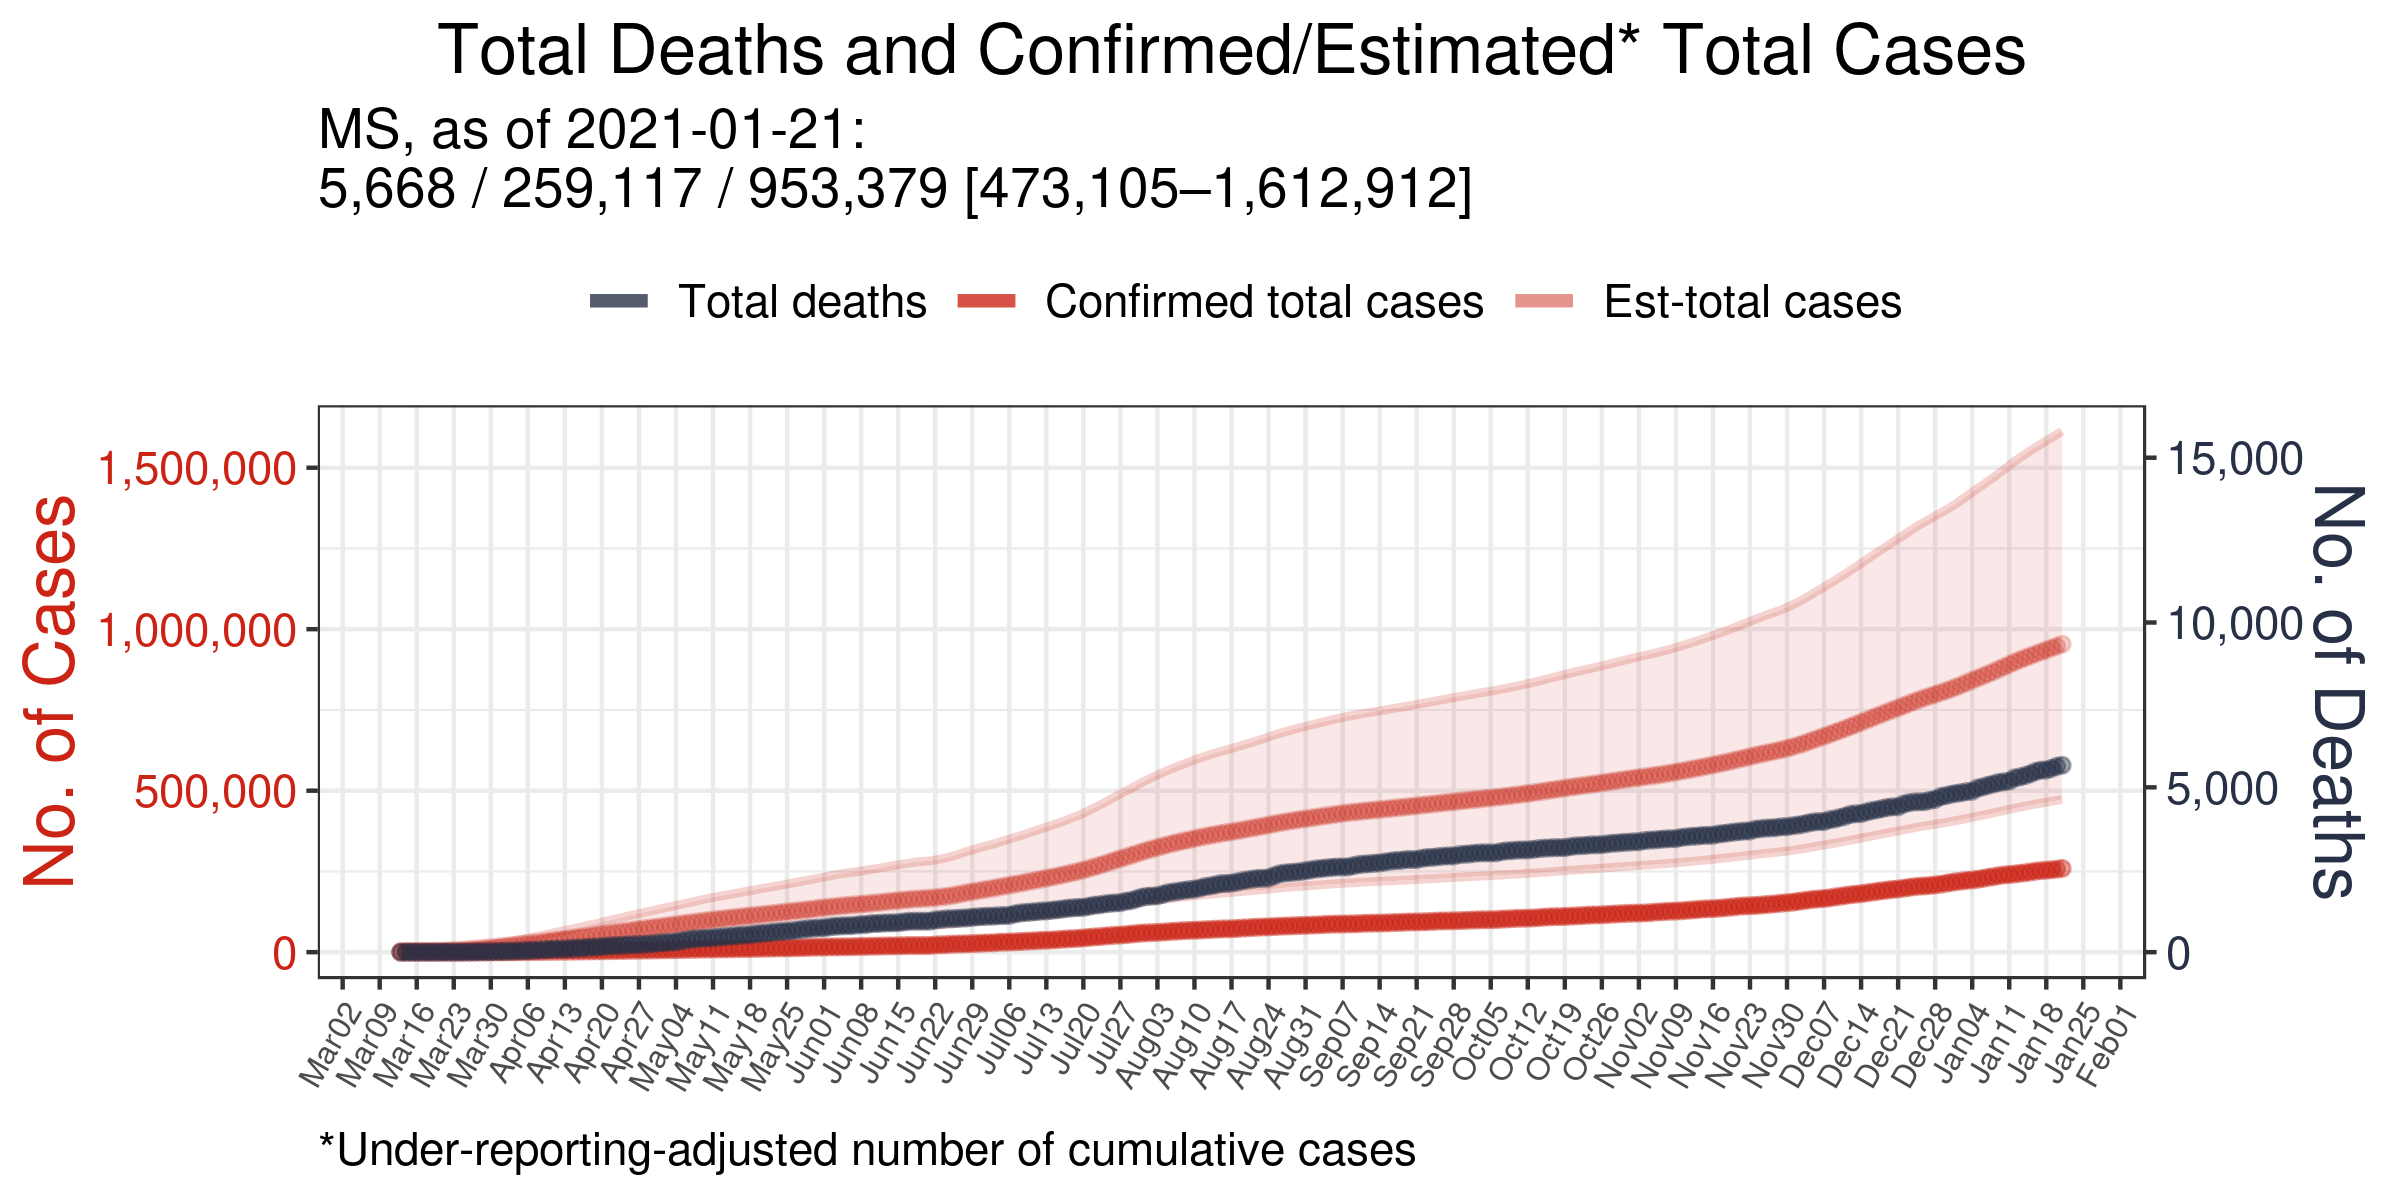 Total Deaths and Confirmed/Estimated* Total Cases
MS, as of 2021-01-21:
5,668 / 259,117 / 953,379 [473,105–1,612,912]
Total deaths
Confirmed total cases
Est-total cases
No. of Cases
1,500,000
1,000,000
500,000
0
15,000
10,000
5,000
0
No. of Deaths
Mar02
Mar09
Mar16
Mar23
Mar30
Apr06
Apr13
Apr20
Apr27
May04
May11
May18
May25
Jun01
Jun08
Jun15
Jun22
Jun29
Jul06
Jul13
Jul20
Jul27
Aug03
Aug10
Aug17
Aug24
Aug31
Sep07
Sep14
Sep21
Sep28
Oct05
Oct12
Oct19
Oct26
Nov02
Nov09
Nov16
Nov23
Nov30
Dec07
Dec14
Dec21
Dec28
Jan04
Jan11
Jan18
Jan25
Feb01
*Under-reporting-adjusted number of cumulative cases